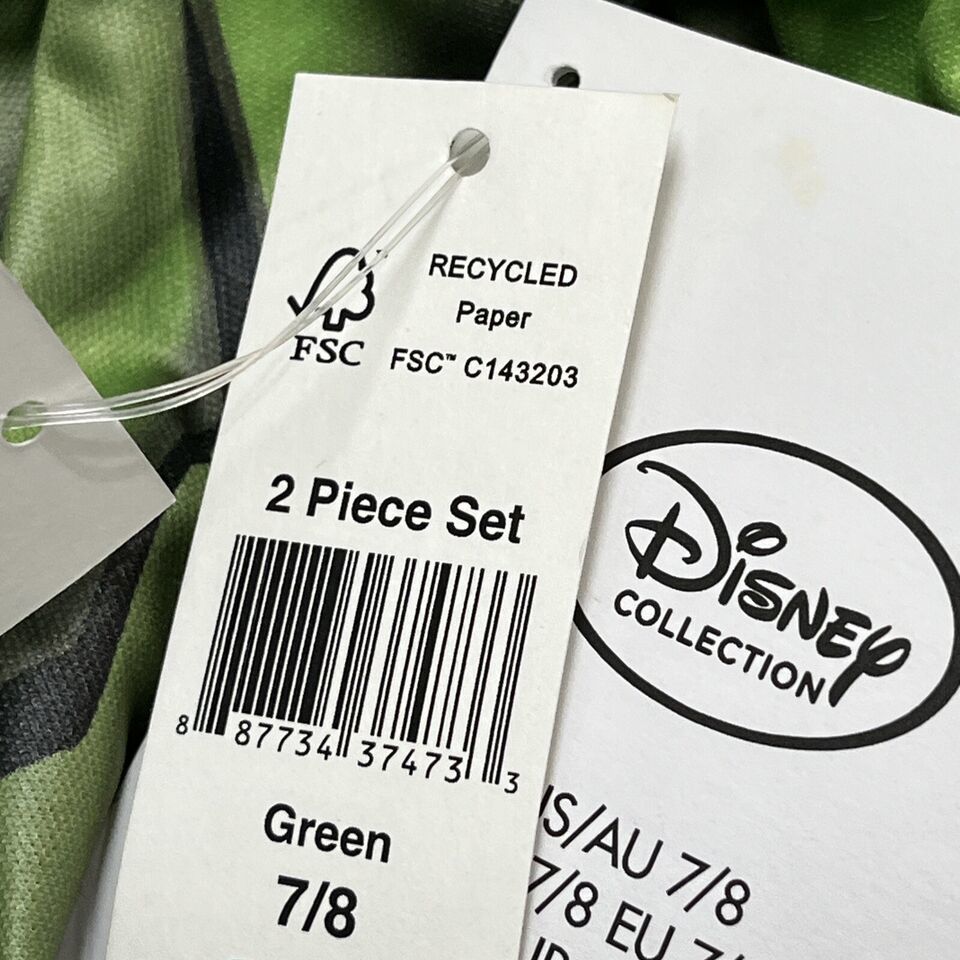 RECYCLED
Paper
FSC
FSC™ C143203
2 Piece Set
8 87734 37473 3
Green
7/8
Disney
COLLECTION
/AU 7/8
7/8 EU